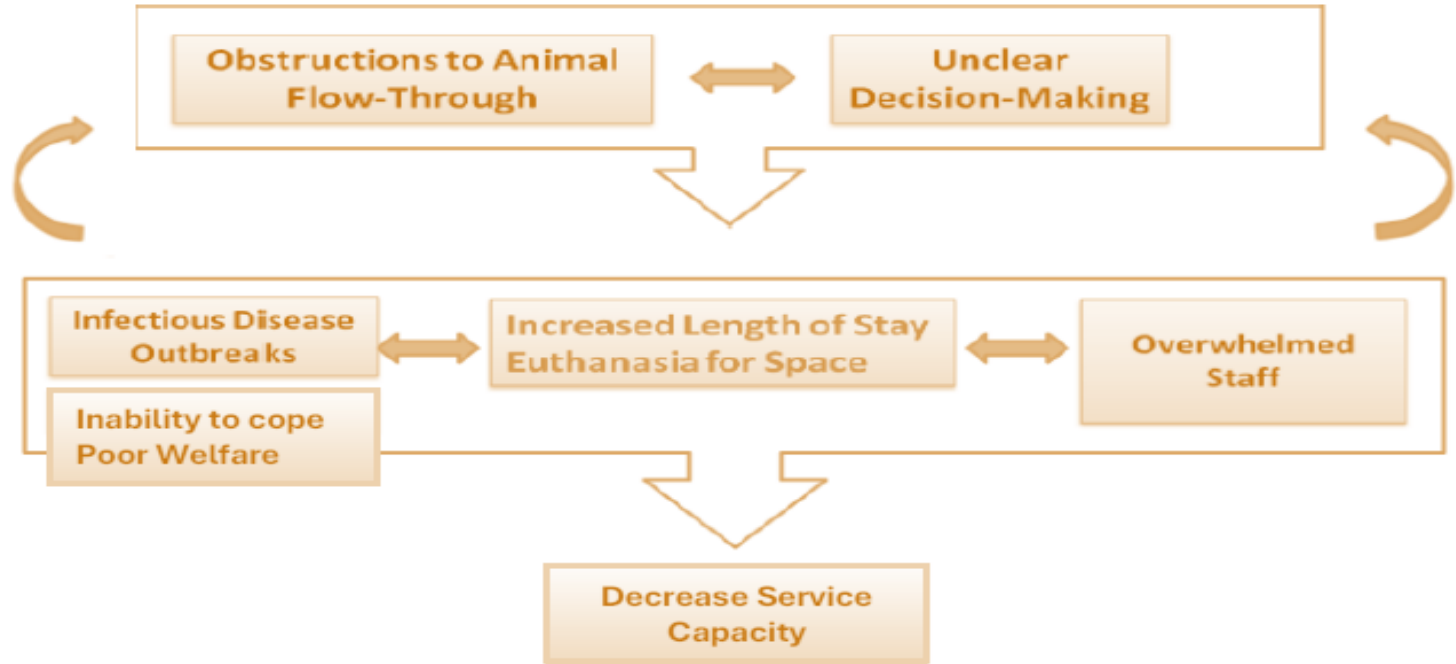 Obstructions to Animal
Flow-Through
Unclear
Decision-Making
Infectious Disease
Outbreaks
Increased Length of Stay
Euthanasia for Space
Overwhelmed
Staff
Inability to cope
Poor Welfare
Decrease Service
Capacity